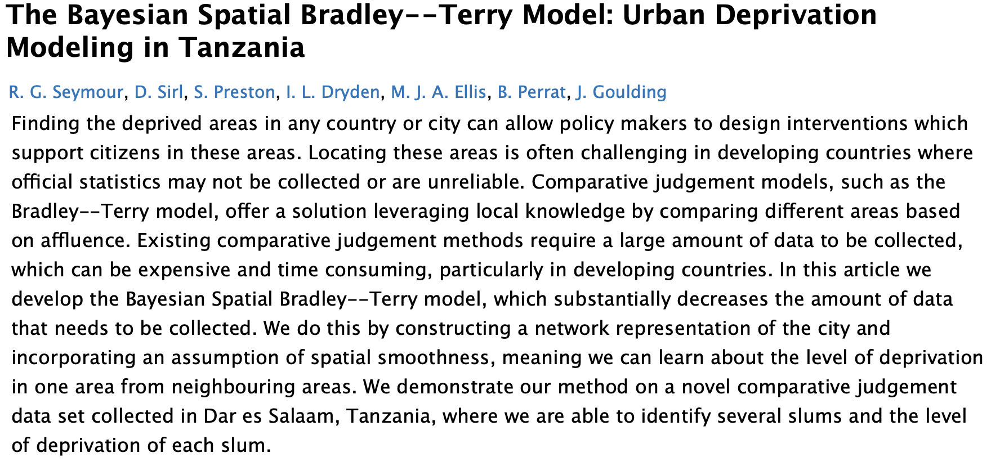 The Bayesian Spatial Bradley--Terry Model: Urban Deprivation
Modeling in Tanzania
R. G. Seymour, D. Sirl, S. Preston, I. L. Dryden, M. J. A. Ellis, B. Perrat, J. Goulding
Finding the deprived areas in any country or city can allow policy makers to design interventions which
support citizens in these areas. Locating these areas is often challenging in developing countries where
official statistics may not be collected or are unreliable. Comparative judgement models, such as the
Bradley--Terry model, offer a solution leveraging local knowledge by comparing different areas based
on affluence. Existing comparative judgement methods require a large amount of data to be collected,
which can be expensive and time consuming, particularly in developing countries. In this article we
develop the Bayesian Spatial Bradley--Terry model, which substantially decreases the amount of data
that needs to be collected. We do this by constructing a network representation of the city and
incorporating an assumption of spatial smoothness, meaning we can learn about the level of deprivation
in one area from neighbouring areas. We demonstrate our method on a novel comparative judgement
data set collected in Dar es Salaam, Tanzania, where we are able to identify several slums and the level
of deprivation of each slum.